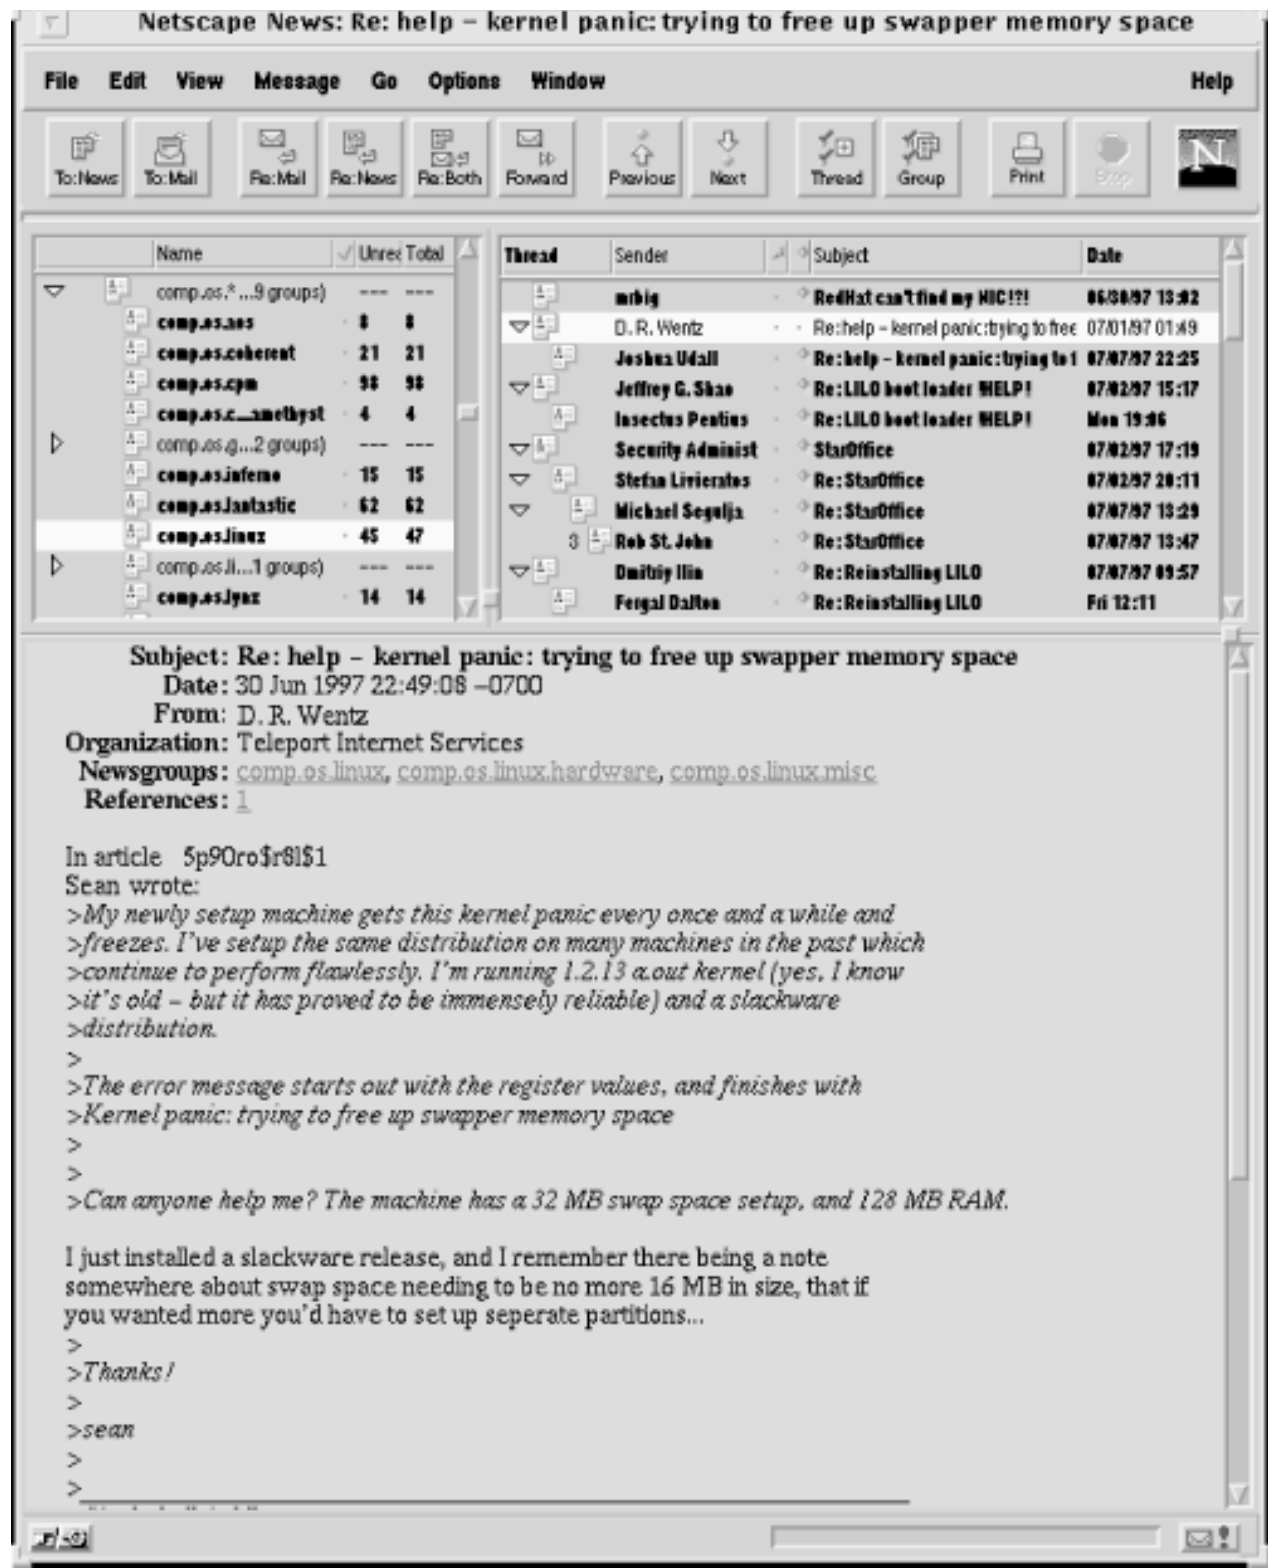 Netscape News: Re: help – kernel panic: trying to free up swapper memory space
File Edit View Message Go Options Window Help
To:News To:Mail Re:Mail Re:News Re:Both Forward Previous Next Thread Group Print Stop N
Name Unre Total
comp.os.* ...9 groups) --- ---
comp.os.aos 8 8
comp.os.coherent 21 21
comp.os.cpm 98 98
comp.os.c...amethyst 4 4
comp.os.g...2 groups) --- ---
comp.os.inferno 15 15
comp.os.lantastic 62 62
comp.os.linux 45 47
comp.os.li...1 groups) --- ---
comp.os.lynx 14 14
Thread Sender Subject Date
mrbig RedHat can't find my NIC!?! 06/30/97 13:02
D. R. Wentz Re: help – kernel panic: trying to free 07/01/97 01:49
Joshua Udall Re: help – kernel panic: trying to f 07/07/97 22:25
Jeffrey G. Shao Re: LILO boot loader !HELP! 07/02/97 15:17
Insectus Pentius Re: LILO boot loader !HELP! Mon 19:06
Security Administ StarOffice 07/02/97 17:19
Stefan Livieratos Re: StarOffice 07/02/97 20:11
Michael Segulja Re: StarOffice 07/07/97 13:29
3 Rob St. John Re: StarOffice 07/07/97 13:47
Dmitriy Ilin Re: Reinstalling LILO 07/07/97 09:57
Fergal Dalton Re: Reinstalling LILO Fri 12:11
Subject: Re: help – kernel panic: trying to free up swapper memory space
Date: 30 Jun 1997 22:49:08 –0700
From: D. R. Wentz
Organization: Teleport Internet Services
Newsgroups: comp.os.linux, comp.os.linux.hardware, comp.os.linux.misc
References: 1
In article 5p90ro$r8l$1
Sean wrote:
>My newly setup machine gets this kernel panic every once and a while and
>freezes. I've setup the same distribution on many machines in the past which
>continue to perform flawlessly. I'm running 1.2.13 a.out kernel (yes, I know
>it's old – but it has proved to be immensely reliable) and a slackware
>distribution.
>
>The error message starts out with the register values, and finishes with
>Kernel panic: trying to free up swapper memory space
>
>
>Can anyone help me? The machine has a 32 MB swap space setup, and 128 MB RAM.
I just installed a slackware release, and I remember there being a note
somewhere about swap space needing to be no more 16 MB in size, that if
you wanted more you'd have to set up seperate partitions...
>
>Thanks!
>
>sean
>
>